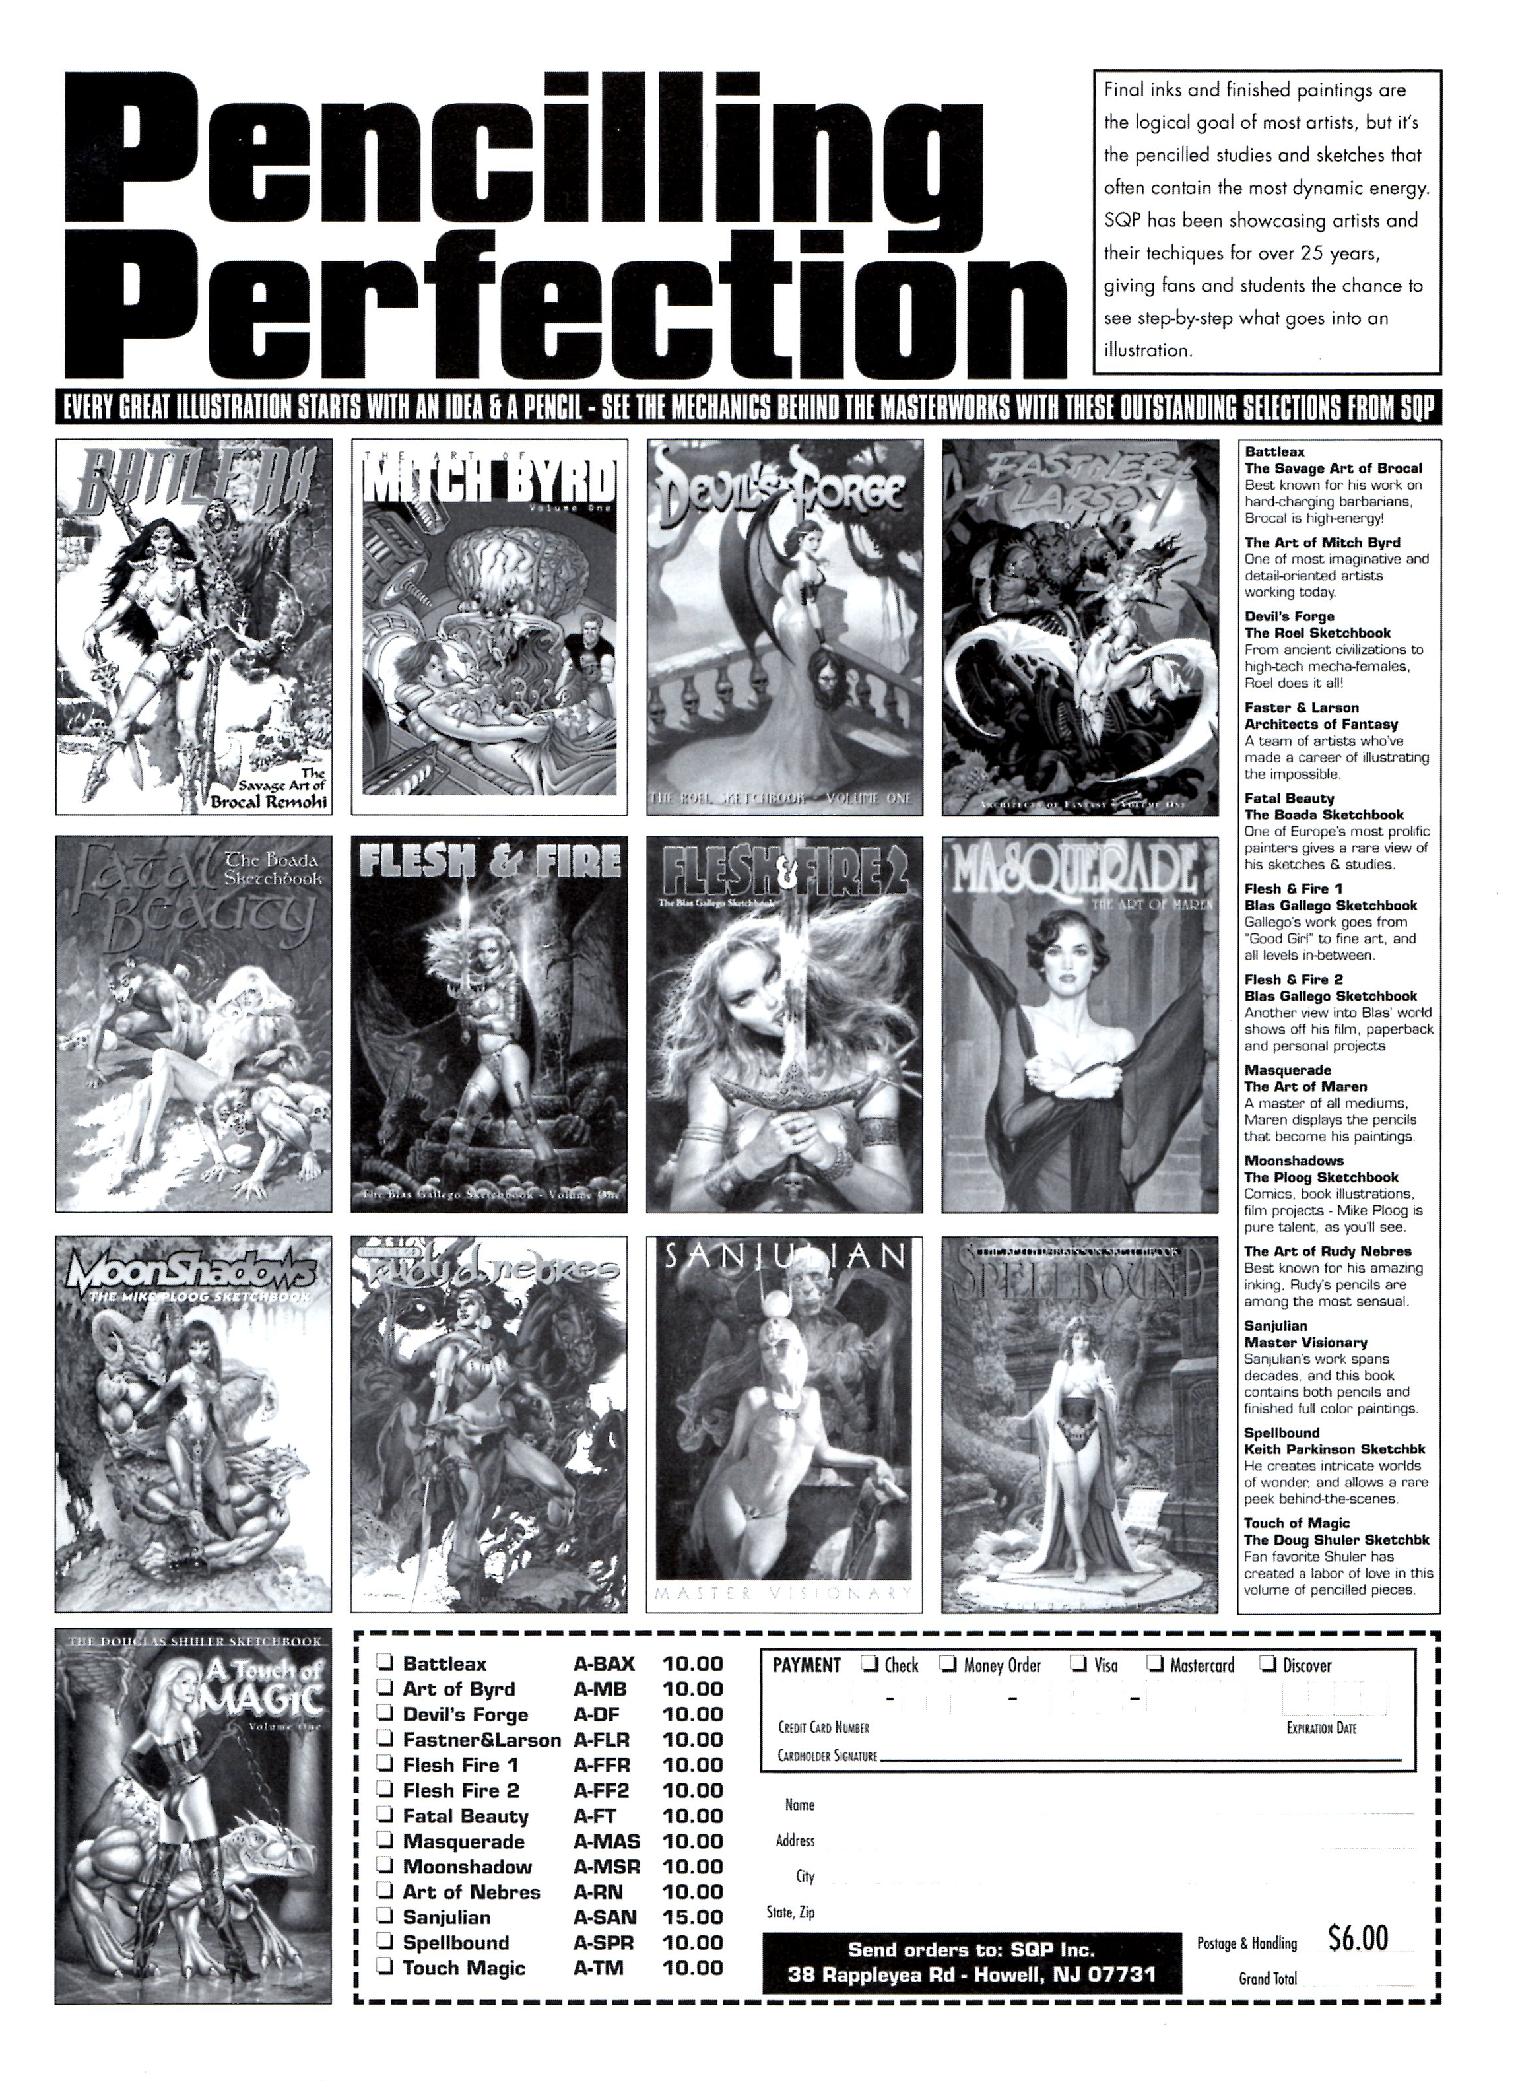 Pencilling
Perfection
Final inks and finished paintings are
the logical goal of most artists, but it's
the pencilled studies and sketches that
often contain the most dynamic energy.
SQP has been showcasing artists and
their techiques for over 25 years,
giving fans and students the chance to
see step-by-step what goes into an
illustration.
EVERY GREAT ILLUSTRATION STARTS WITH AN IDEA & A PENCIL - SEE THE MECHANICS BEHIND THE MASTERWORKS WITH THESE OUTSTANDING SELECTIONS FROM SQP
BATTLE AX
The
Savage Art of
Brocal Remohi
THE ART OF
MITCH BYRD
Volume One
DEVIL'S FORGE
THE ROEL SKETCHBOOK - VOLUME ONE
FASTNER &
LARSON
ARCHITECTS OF FANTASY • VOLUME ONE
Fatal
Beauty
The Boada
Sketchbook
FLESH & FIRE
The Blas Gallego Sketchbook - Volume One
FLESH & FIRE 2
The Blas Gallego Sketchbook
MASQUERADE
THE ART OF MAREN
MOONSHADOWS
THE MIKE PLOOG SKETCHBOOK
rudy d. nebres
SANJULIAN
MASTER VISIONARY
THE KEITH PARKINSON SKETCHBOOK
SPELLBOUND
THE DOUGLAS SHULER SKETCHBOOK
A Touch of
MAGIC
Volume One
Battleax
The Savage Art of Brocal
Best known for his work on
hard-charging barbarians,
Brocal is high-energy!
The Art of Mitch Byrd
One of most imaginative and
detail-oriented artists
working today.
Devil's Forge
The Roel Sketchbook
From ancient civilizations to
high-tech mecha-females,
Roel does it all!
Faster & Larson
Architects of Fantasy
A team of artists who've
made a career of illustrating
the impossible.
Fatal Beauty
The Boada Sketchbook
One of Europe's most prolific
painters gives a rare view of
his sketches & studies.
Flesh & Fire 1
Blas Gallego Sketchbook
Gallego's work goes from
"Good Girl" to fine art, and
all levels in-between.
Flesh & Fire 2
Blas Gallego Sketchbook
Another view into Blas' world
shows off his film, paperback
and personal projects
Masquerade
The Art of Maren
A master of all mediums,
Maren displays the pencils
that become his paintings.
Moonshadows
The Ploog Sketchbook
Comics, book illustrations,
film projects - Mike Ploog is
pure talent, as you'll see.
The Art of Rudy Nebres
Best known for his amazing
inking, Rudy's pencils are
among the most sensual.
Sanjulian
Master Visionary
Sanjulian's work spans
decades, and this book
contains both pencils and
finished full color paintings.
Spellbound
Keith Parkinson Sketchbk
He creates intricate worlds
of wonder, and allows a rare
peek behind-the-scenes.
Touch of Magic
The Doug Shuler Sketchbk
Fan favorite Shuler has
created a labor of love in this
volume of pencilled pieces.
Battleax A-BAX 10.00
Art of Byrd A-MB 10.00
Devil's Forge A-DF 10.00
Fastner&Larson A-FLR 10.00
Flesh Fire 1 A-FFR 10.00
Flesh Fire 2 A-FF2 10.00
Fatal Beauty A-FT 10.00
Masquerade A-MAS 10.00
Moonshadow A-MSR 10.00
Art of Nebres A-RN 10.00
Sanjulian A-SAN 15.00
Spellbound A-SPR 10.00
Touch Magic A-TM 10.00
PAYMENT Check Money Order Visa Mastercard Discover
- - -
CREDIT CARD NUMBER EXPIRATION DATE
CARDHOLDER SIGNATURE
Name
Address
City
State, Zip
Send orders to: SQP Inc.
38 Rappleyea Rd - Howell, NJ 07731
Postage & Handling $6.00
Grand Total